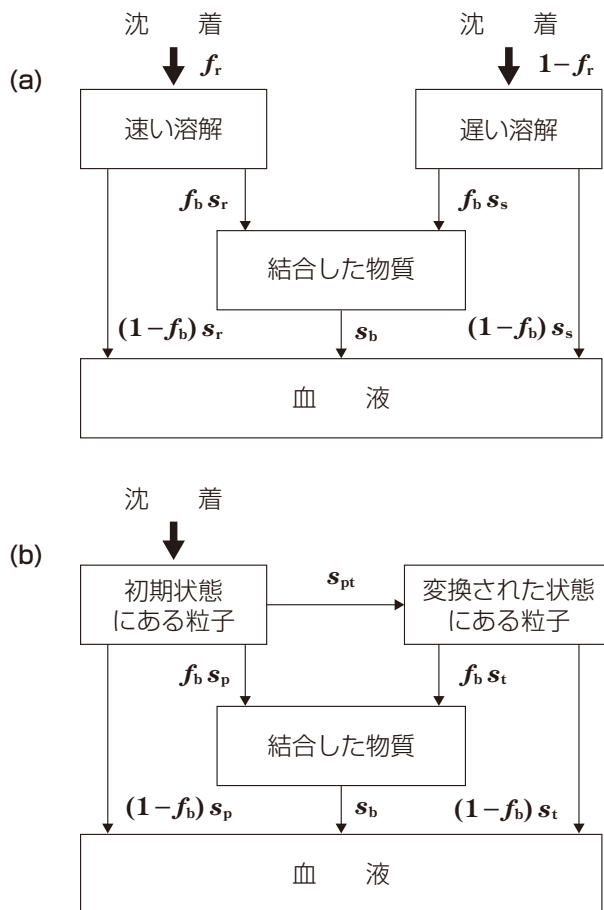 沈 着
沈 着
(a)
f_r
1−f_r
速い溶解
遅い溶解
f_b s_r
f_b s_s
結合した物質
(1−f_b) s_r
s_b
(1−f_b) s_s
血 液
沈 着
(b)
初期状態
にある粒子
s_pt
変換された状態
にある粒子
f_b s_p
f_b s_t
結合した物質
(1−f_b) s_p
s_b
(1−f_b) s_t
血 液